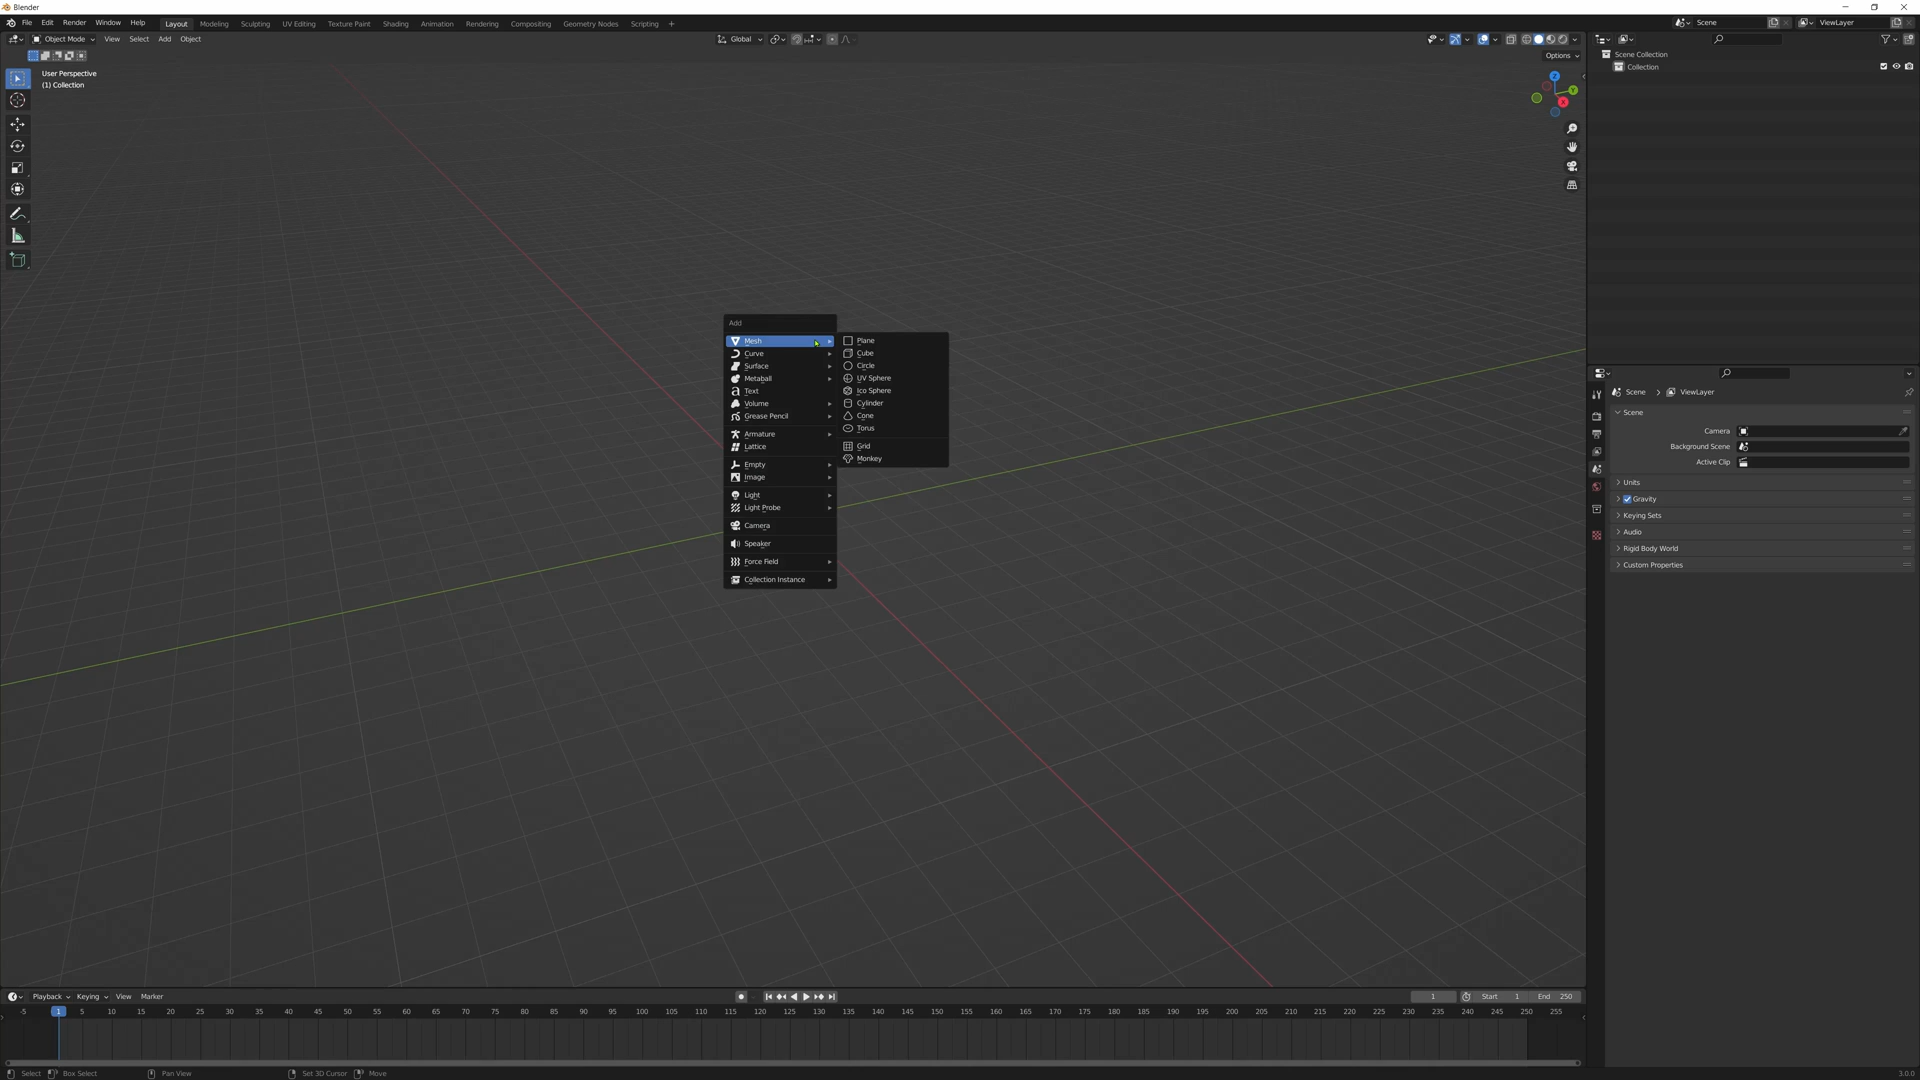 Blender
File Edit Render Window Help Layout Modeling Sculpting UV Editing Texture Paint Shading Animation Rendering Compositing Geometry Nodes Scripting + Scene ViewLayer
Object Mode View Select Add Object Global
Options
User Perspective
(1) Collection
Z
Y
X
Scene Collection
Collection
Add
Mesh
Curve
Surface
Metaball
Text
Volume
Grease Pencil
Armature
Lattice
Empty
Image
Light
Light Probe
Camera
Speaker
Force Field
Collection Instance
Plane
Cube
Circle
UV Sphere
Ico Sphere
Cylinder
Cone
Torus
Grid
Monkey
Scene > ViewLayer
Scene
Camera
Background Scene
Active Clip
Units
Gravity
Keying Sets
Audio
Rigid Body World
Custom Properties
Playback Keying View Marker 1 Start 1 End 250
-5 1 5 10 15 20 25 30 35 40 45 50 55 60 65 70 75 80 85 90 95 100 105 110 115 120 125 130 135 140 145 150 155 160 165 170 175 180 185 190 195 200 205 210 215 220 225 230 235 240 245 250 255
Select Box Select Pan View Set 3D Cursor Move 3.0.0